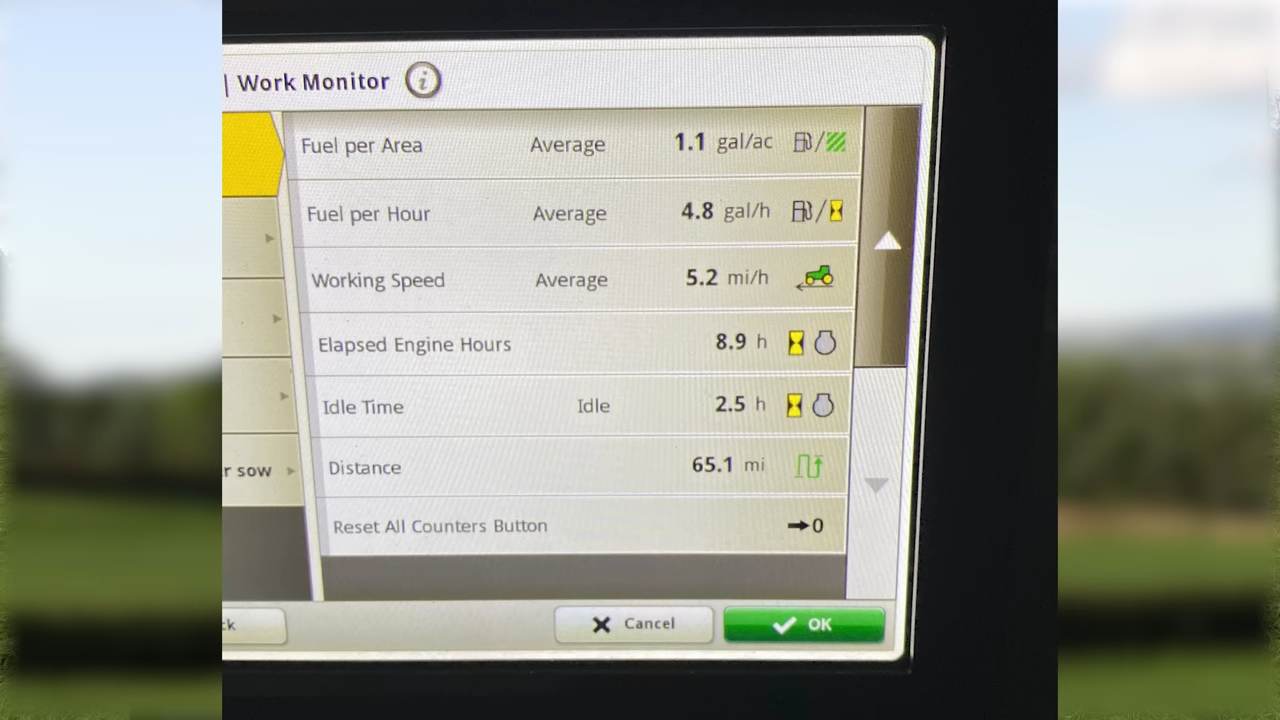 | Work Monitor i
Fuel per Area Average 1.1 gal/ac
Fuel per Hour Average 4.8 gal/h
Working Speed Average 5.2 mi/h
Elapsed Engine Hours 8.9 h
Idle Time Idle 2.5 h
r sow
Distance 65.1 mi
Reset All Counters Button →0
ck Cancel OK